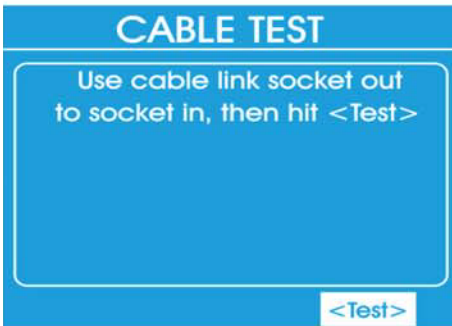 CABLE TEST
Use cable link socket out
to socket in, then hit <Test>
<Test>